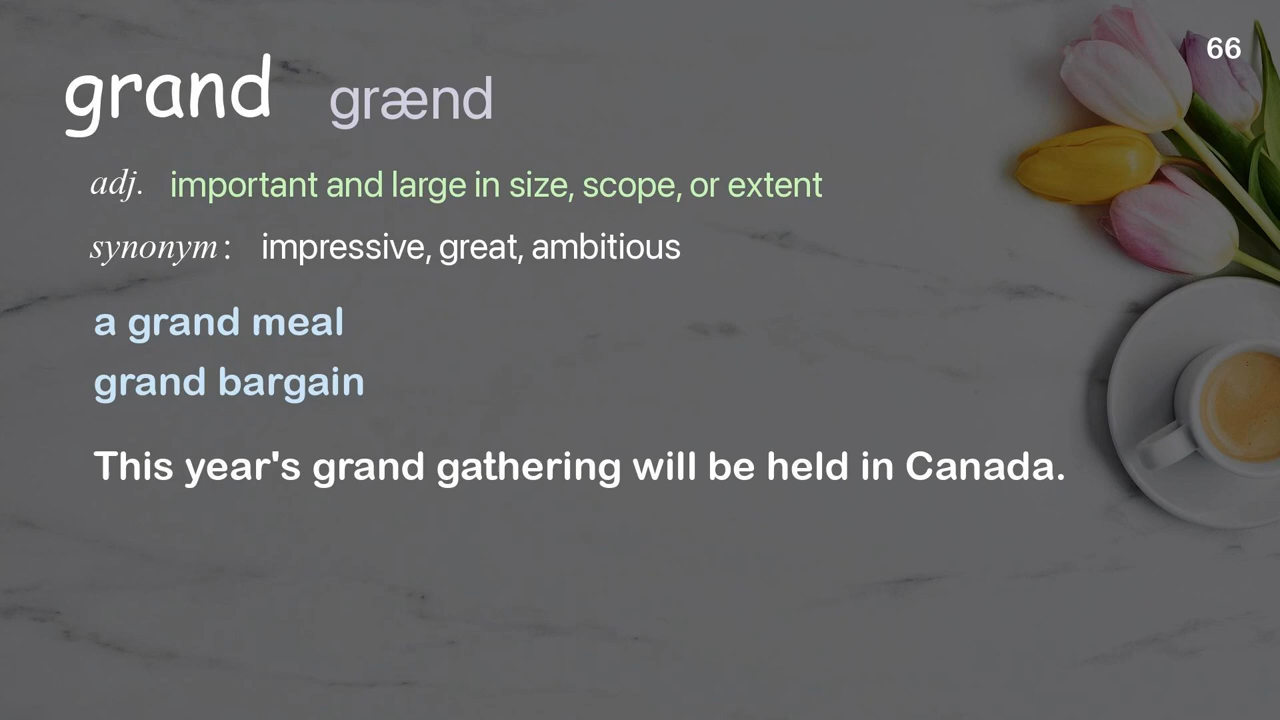 66
grand grænd
adj. important and large in size, scope, or extent
synonym: impressive, great, ambitious
a grand meal
grand bargain
This year's grand gathering will be held in Canada.